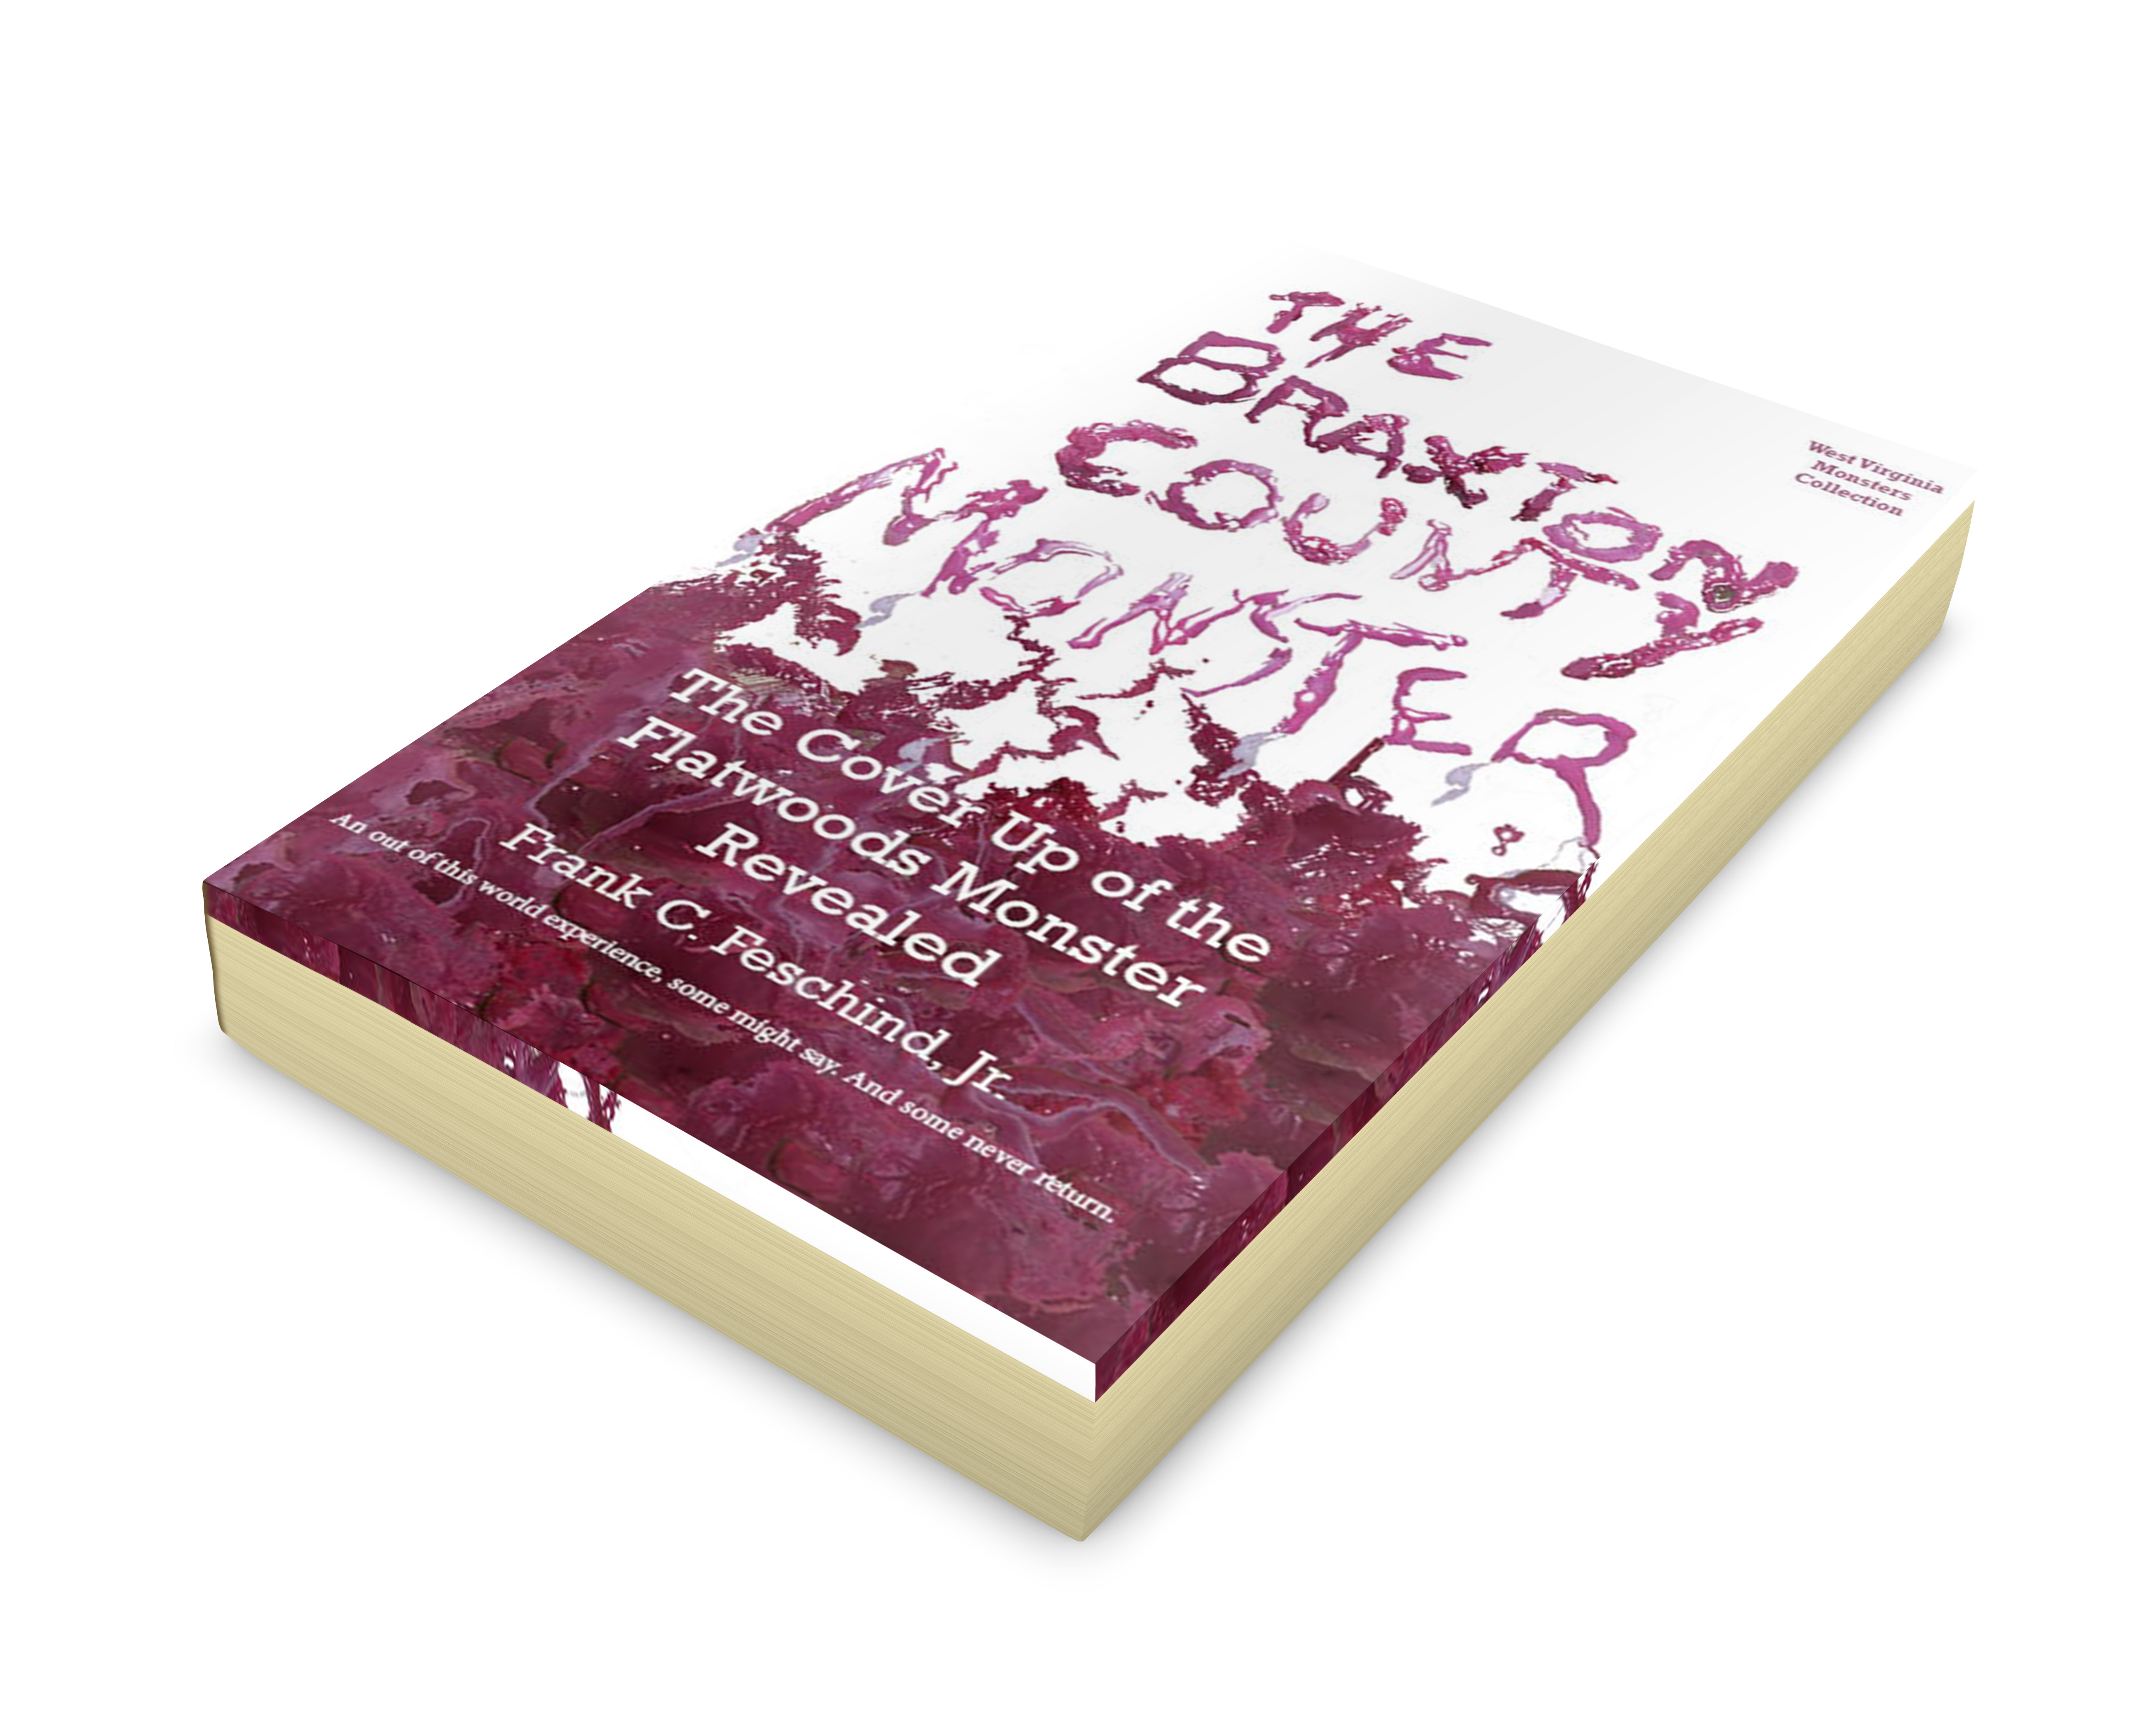 THE
BRAXTON
COUNTY
MONSTER
West Virginia
Monsters
Collection
The Cover Up of the
Flatwoods Monster
Revealed
Frank C. Feschind, Jr.
An out of this world experience, some might say. And some never return.